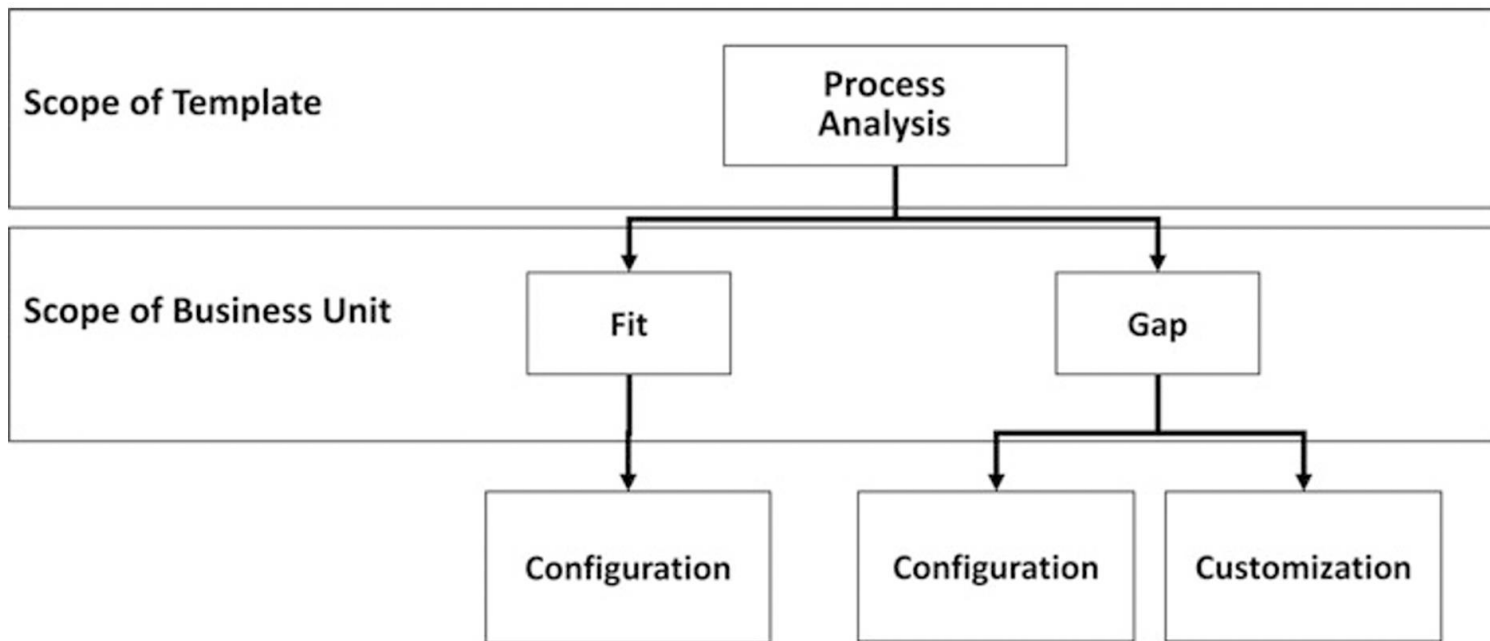 Scope of Template
Process
Analysis
Scope of Business Unit
Fit
Gap
Configuration
Configuration
Customization